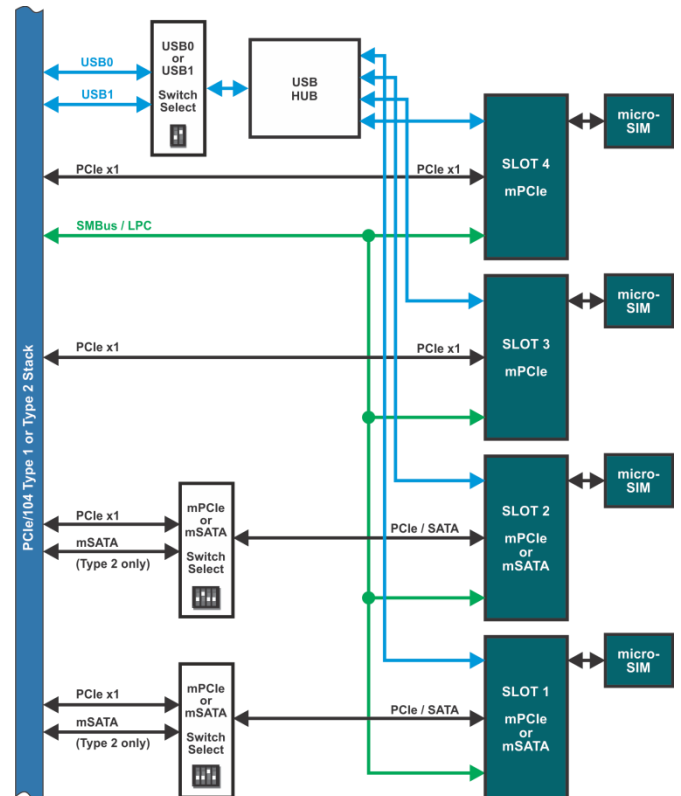 USB0
or
USB1
Switch
Select
USB0
USB1
USB
HUB
PCIe x1
PCIe x1
SLOT 4
mPCIe
micro-
SIM
SMBus / LPC
SLOT 3
mPCIe
micro-
SIM
PCIe x1
PCIe x1
PCIe/104 Type 1 or Type 2 Stack
PCIe x1
mSATA
(Type 2 only)
mPCIe
or
mSATA
Switch
Select
PCIe / SATA
SLOT 2
mPCIe
or
mSATA
micro-
SIM
PCIe x1
mSATA
(Type 2 only)
mPCIe
or
mSATA
Switch
Select
PCIe / SATA
SLOT 1
mPCIe
or
mSATA
micro-
SIM